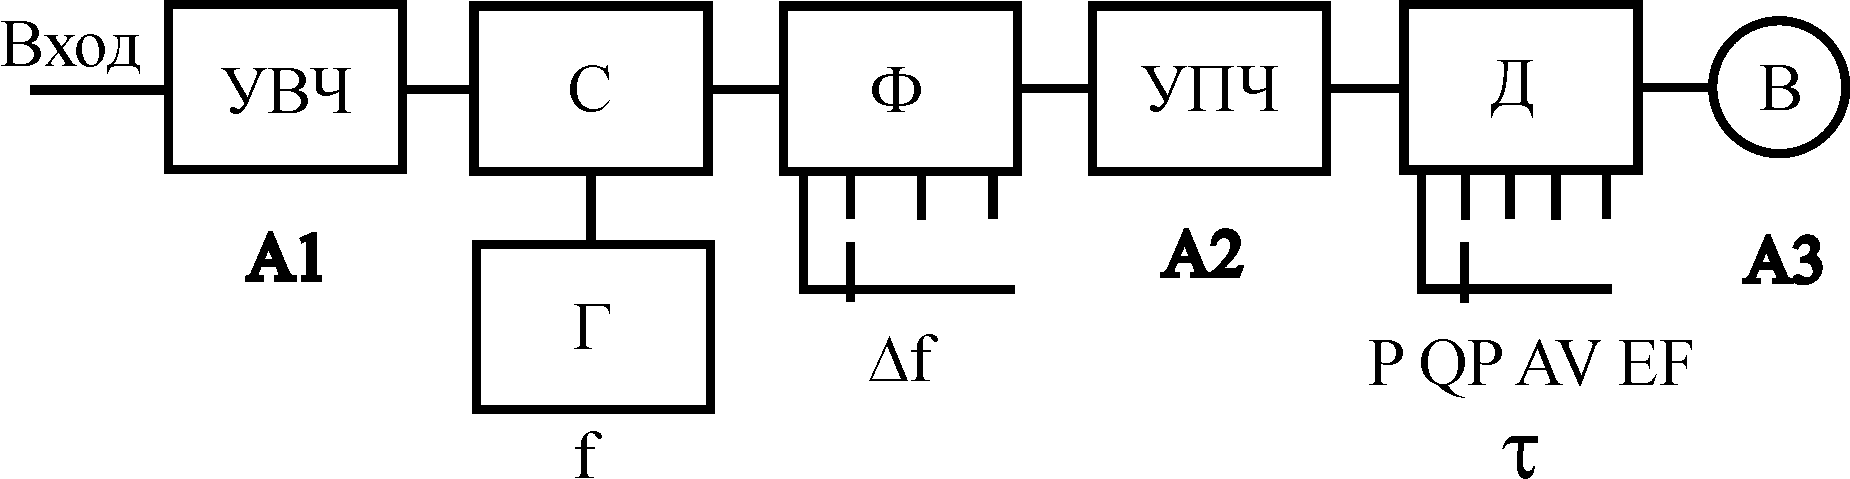 Вход УВЧ С Ф УПЧ Д В
А1 А2 А3
Г
Δf P QP AV EF
f τ